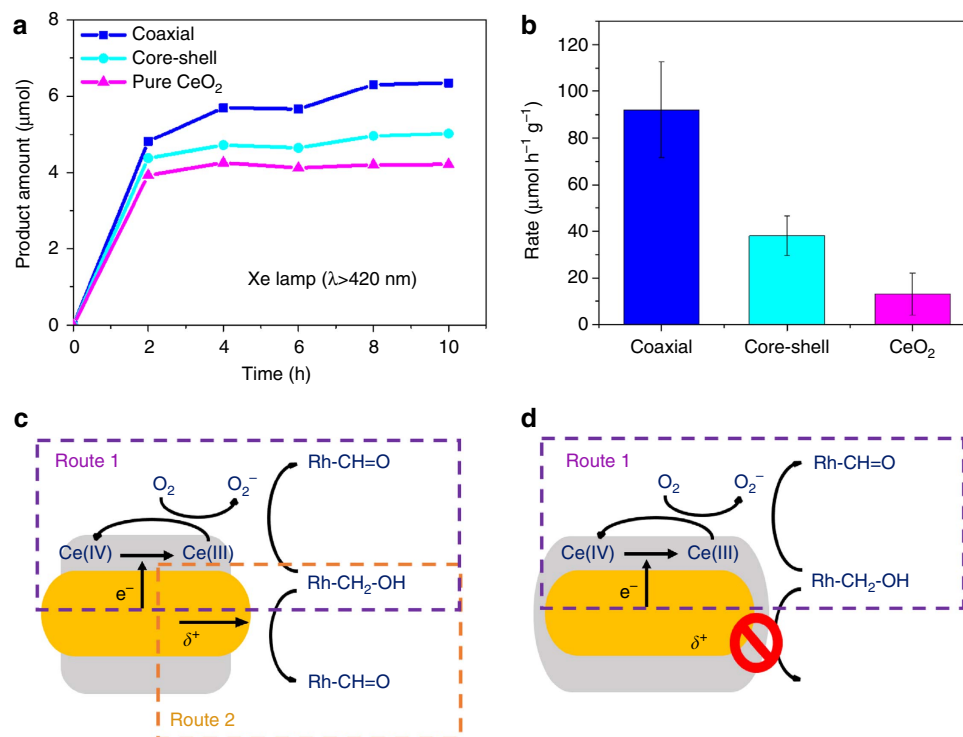 a
Coaxial
Core-shell
Pure CeO₂
Product amount (μmol)
8
6
4
2
0
Xe lamp (λ>420 nm)
0 2 4 6 8 10
Time (h)
b
Rate (μmol h⁻¹ g⁻¹)
120
100
80
60
40
20
0
Coaxial Core-shell CeO₂
c
Route 1
O₂ O₂⁻
Rh-CH=O
Ce(IV) Ce(III)
e⁻
Rh-CH₂-OH
δ⁺
Rh-CH=O
Route 2
d
Route 1
O₂ O₂⁻
Rh-CH=O
Ce(IV) Ce(III)
e⁻
Rh-CH₂-OH
δ⁺